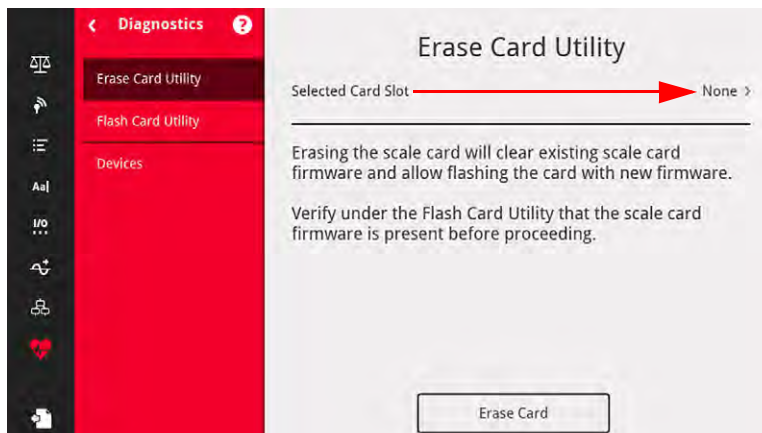 Diagnostics ?
Erase Card Utility
Flash Card Utility
Devices
Aa
I/O
Erase Card Utility
Selected Card Slot None
Erasing the scale card will clear existing scale card
firmware and allow flashing the card with new firmware.
Verify under the Flash Card Utility that the scale card
firmware is present before proceeding.
Erase Card